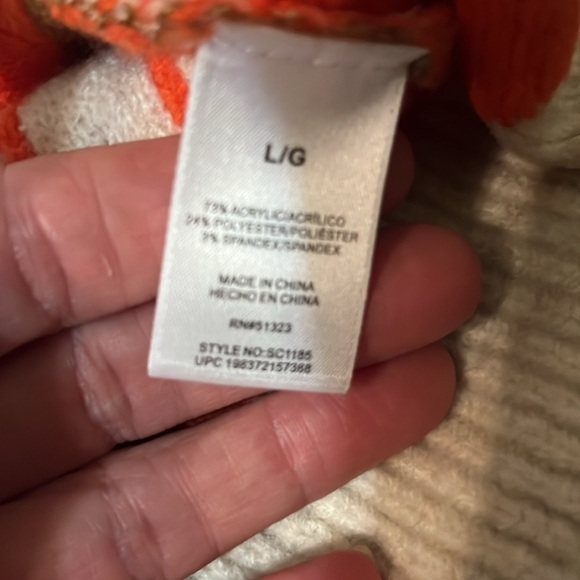 L/G
73% ACRYLIC/ACRÍLICO
24% POLYESTER/POLIÉSTER
3% SPANDEX/SPANDEX
MADE IN CHINA
HECHO EN CHINA
RN#51323
STYLE NO:SC1185
UPC 198372157368